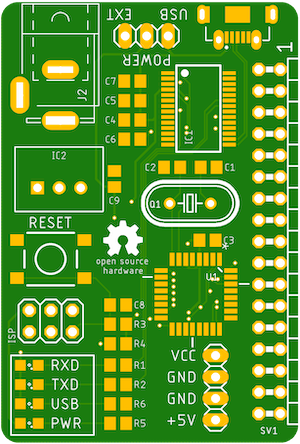 EXT
USB
POWER
J2
C7
C5
C4
C6
IC1
1
IC2
C2
C1
C9
Q1
RESET
open source
hardware
C3
U1
ISP
C8
R3
R4
R1
R2
R6
R5
RXD
TXD
USB
PWR
VCC
GND
GND
+5V
SV1